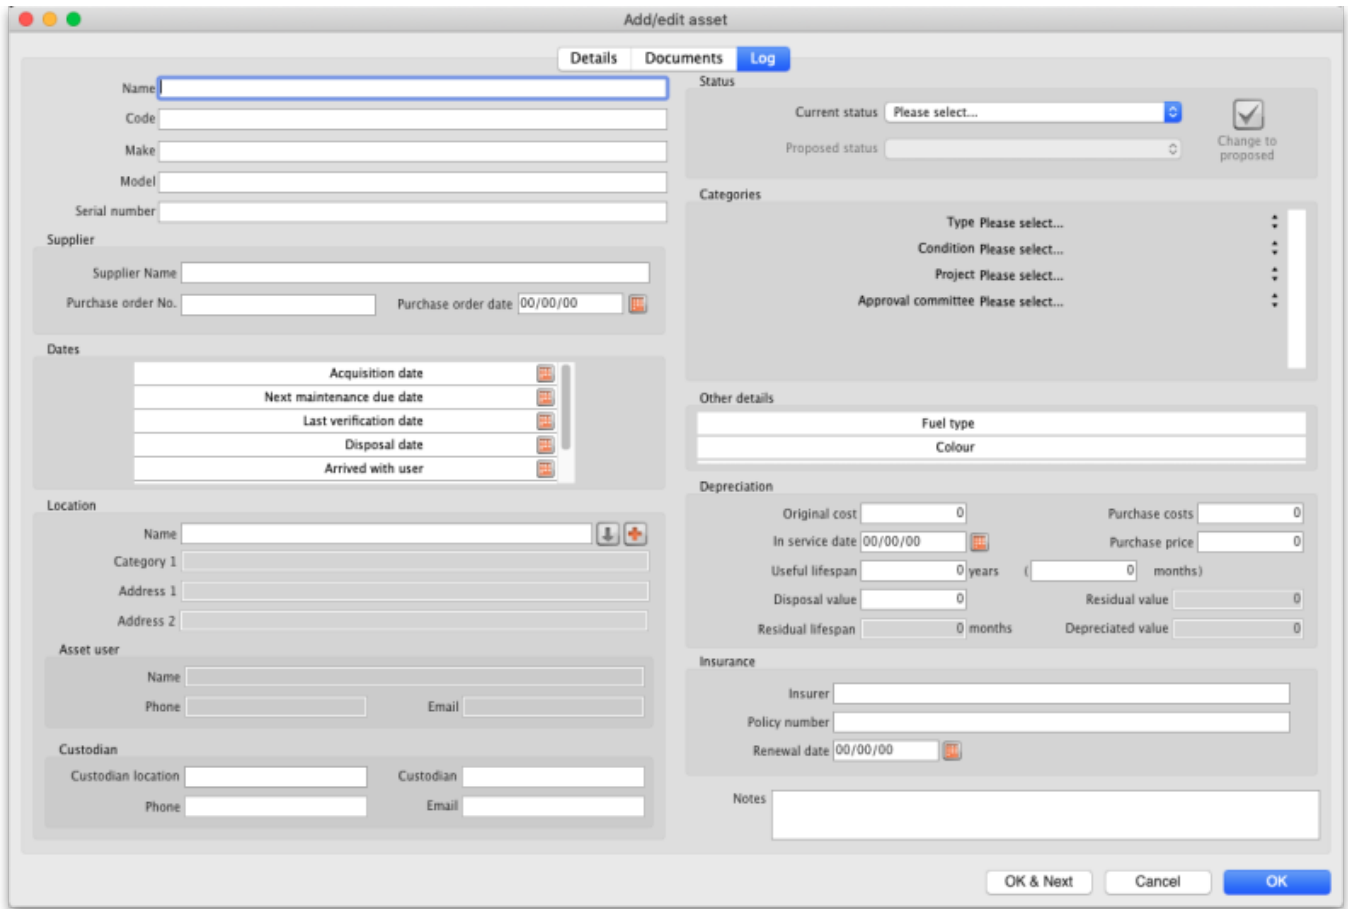 Add/edit asset
Details Documents Log
Name
Code
Make
Model
Serial number
Supplier
Supplier Name
Purchase order No. Purchase order date 00/00/00
Dates
Acquisition date
Next maintenance due date
Last verification date
Disposal date
Arrived with user
Location
Name
Category 1
Address 1
Address 2
Asset user
Name
Phone Email
Custodian
Custodian location Custodian
Phone Email
Status
Current status Please select...
Proposed status
Change to
proposed
Categories
Type Please select...
Condition Please select...
Project Please select...
Approval committee Please select...
Other details
Fuel type
Colour
Depreciation
Original cost 0 Purchase costs 0
In service date 00/00/00 Purchase price 0
Useful lifespan 0 years ( 0 months)
Disposal value 0 Residual value 0
Residual lifespan 0 months Depreciated value 0
Insurance
Insurer
Policy number
Renewal date 00/00/00
Notes
OK & Next Cancel OK